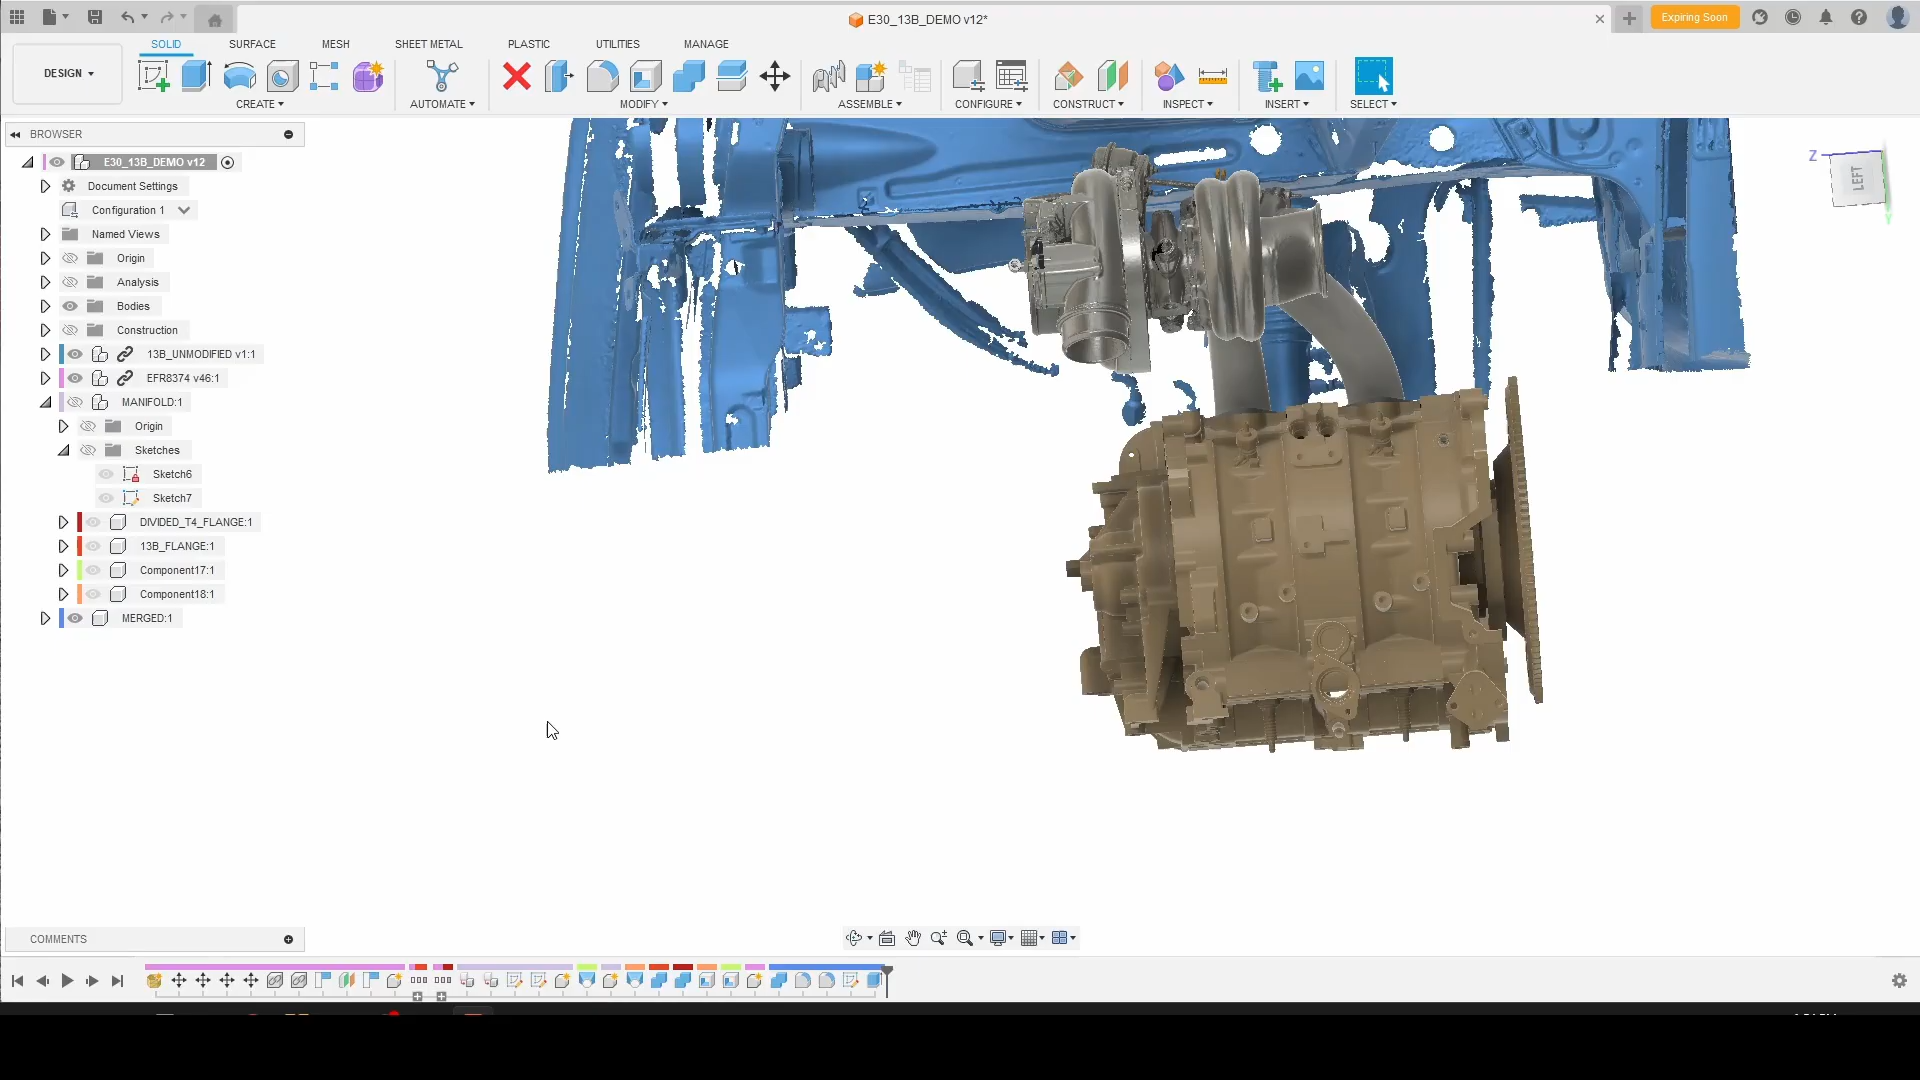 E30_13B_DEMO v12*
Expiring Soon
SOLID
SURFACE
MESH
SHEET METAL
PLASTIC
UTILITIES
MANAGE
DESIGN
CREATE
AUTOMATE
MODIFY
ASSEMBLE
CONFIGURE
CONSTRUCT
INSPECT
INSERT
SELECT
BROWSER
E30_13B_DEMO v12
Document Settings
Configuration 1
Named Views
Origin
Analysis
Bodies
Construction
13B_UNMODIFIED v1:1
EFR8374 v46:1
MANIFOLD:1
Origin
Sketches
Sketch6
Sketch7
DIVIDED_T4_FLANGE:1
13B_FLANGE:1
Component17:1
Component18:1
MERGED:1
Z
LEFT
Y
COMMENTS